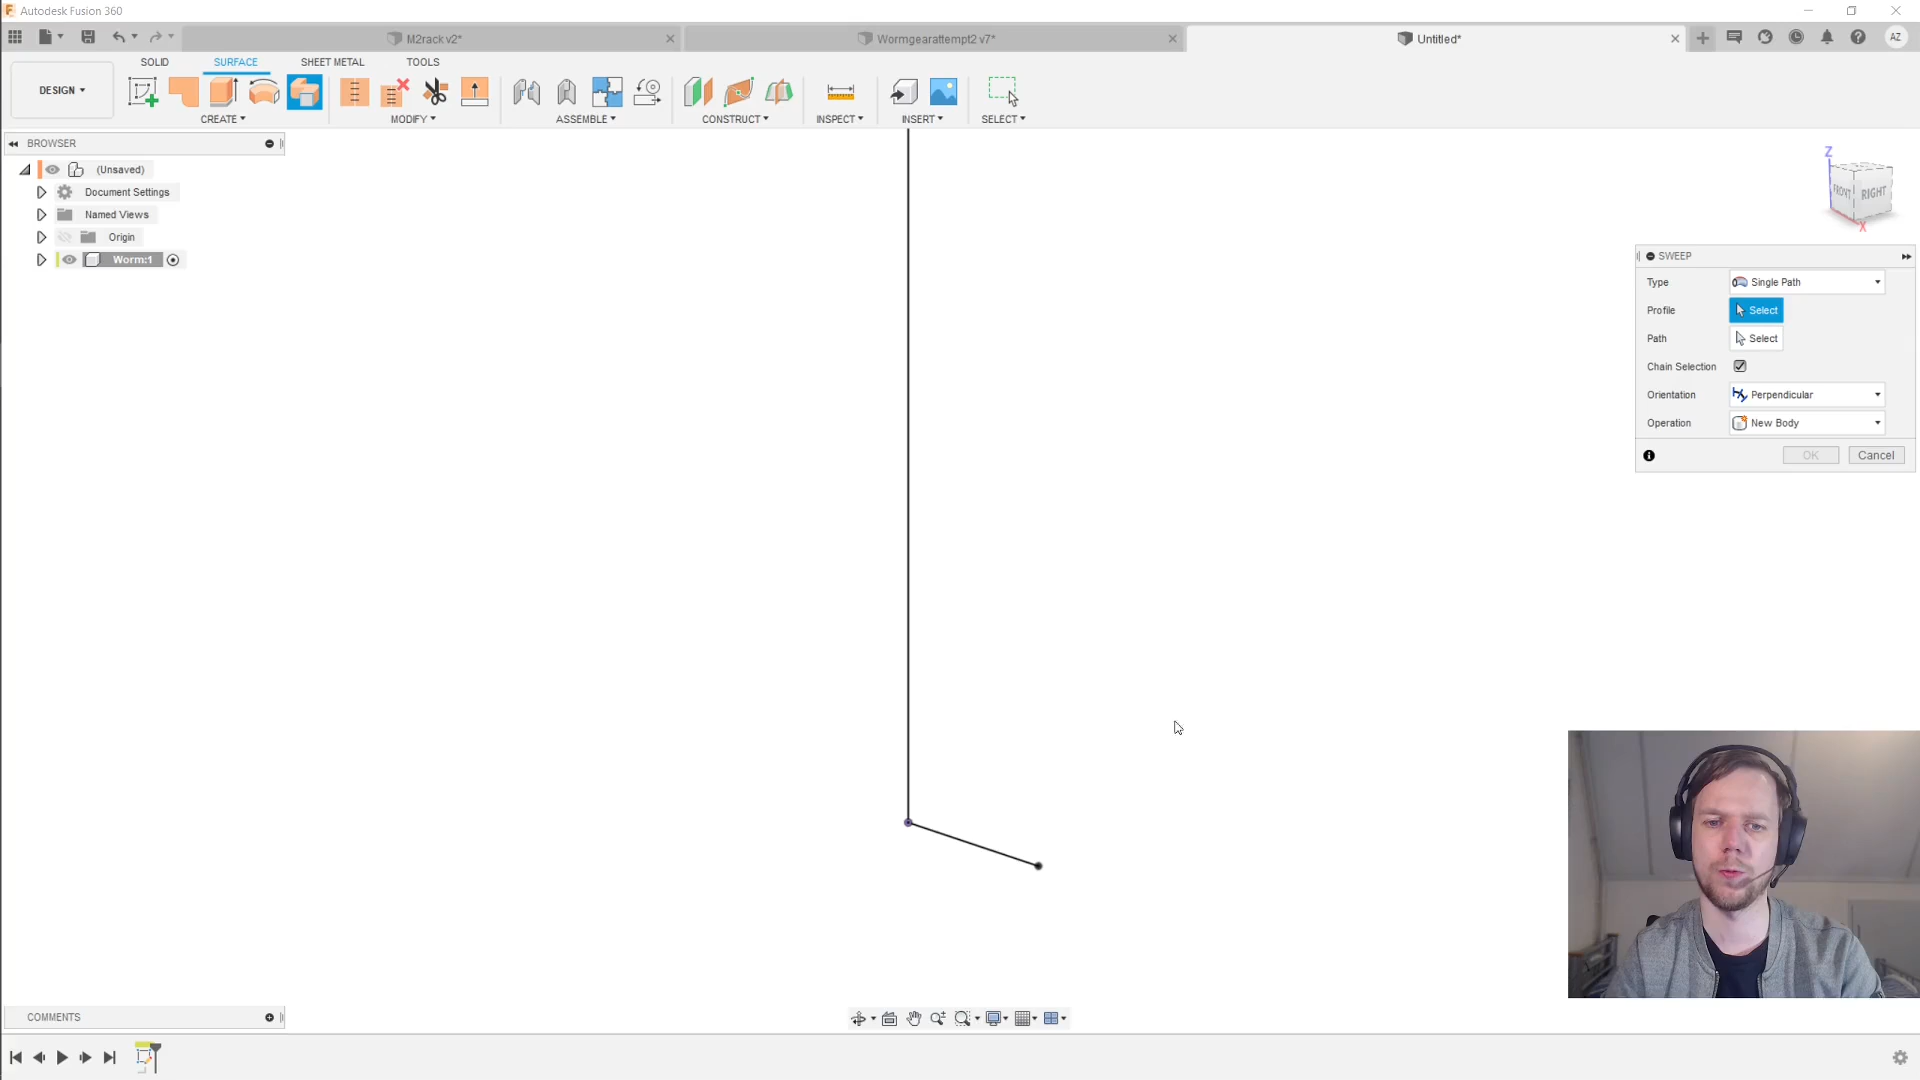 Autodesk Fusion 360
M2rack v2*
Wormgearattempt2 v7*
Untitled*
AZ
DESIGN
SOLID
SURFACE
SHEET METAL
TOOLS
CREATE
MODIFY
ASSEMBLE
CONSTRUCT
INSPECT
INSERT
SELECT
BROWSER
(Unsaved)
Document Settings
Named Views
Origin
Worm:1
Z
FRONT
RIGHT
X
SWEEP
Type Single Path
Profile Select
Path Select
Chain Selection
Orientation Perpendicular
Operation New Body
OK Cancel
COMMENTS